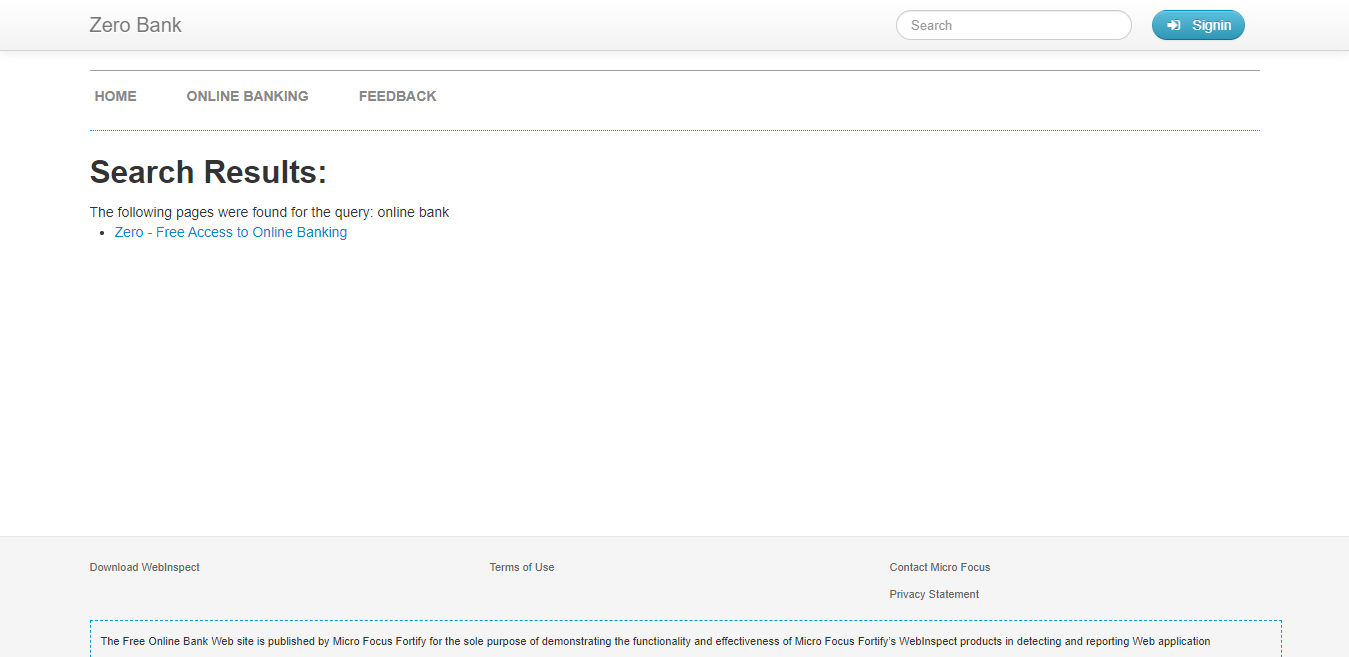 Zero Bank
Search
Signin
HOME
ONLINE BANKING
FEEDBACK
Search Results:
The following pages were found for the query: online bank
Zero - Free Access to Online Banking
Download WebInspect
Terms of Use
Contact Micro Focus
Privacy Statement
The Free Online Bank Web site is published by Micro Focus Fortify for the sole purpose of demonstrating the functionality and effectiveness of Micro Focus Fortify's WebInspect products in detecting and reporting Web application